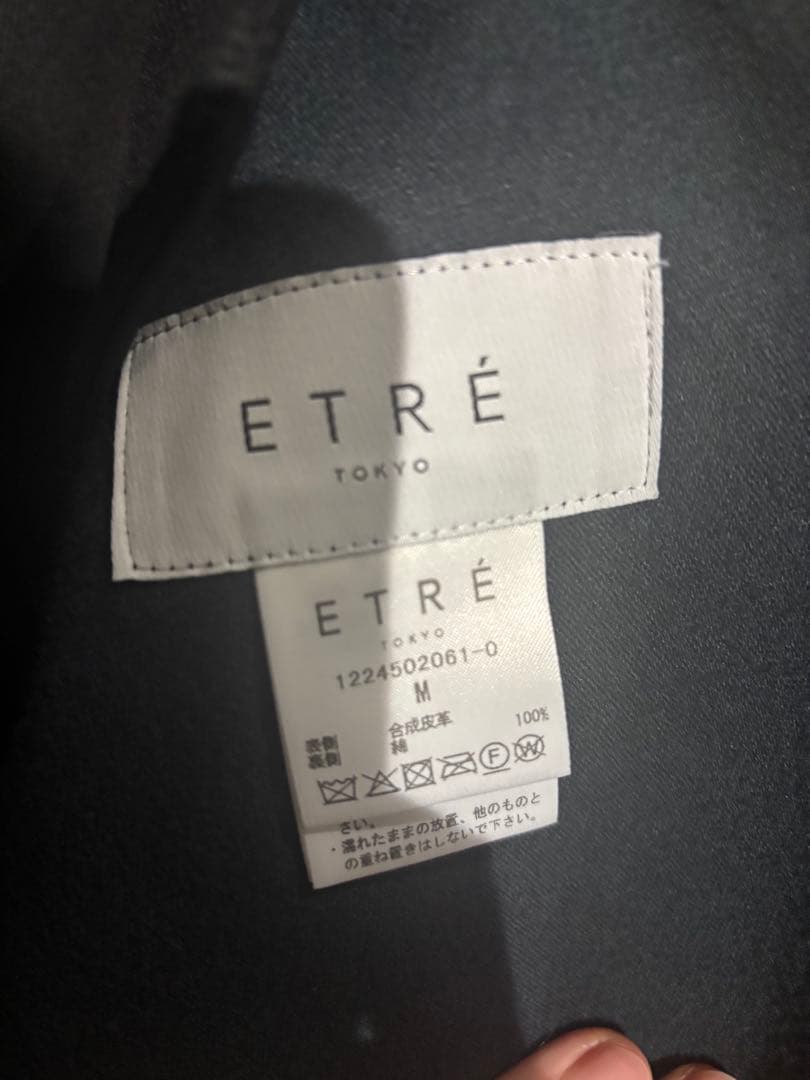 ETRÉ
TOKYO
ETRÉ
TOKYO
1224502061-0
M
表側 合成皮革
裏側 綿 100%
F W
さい。
・濡れたままの放置、他のものと
の重ね置きはしないで下さい。